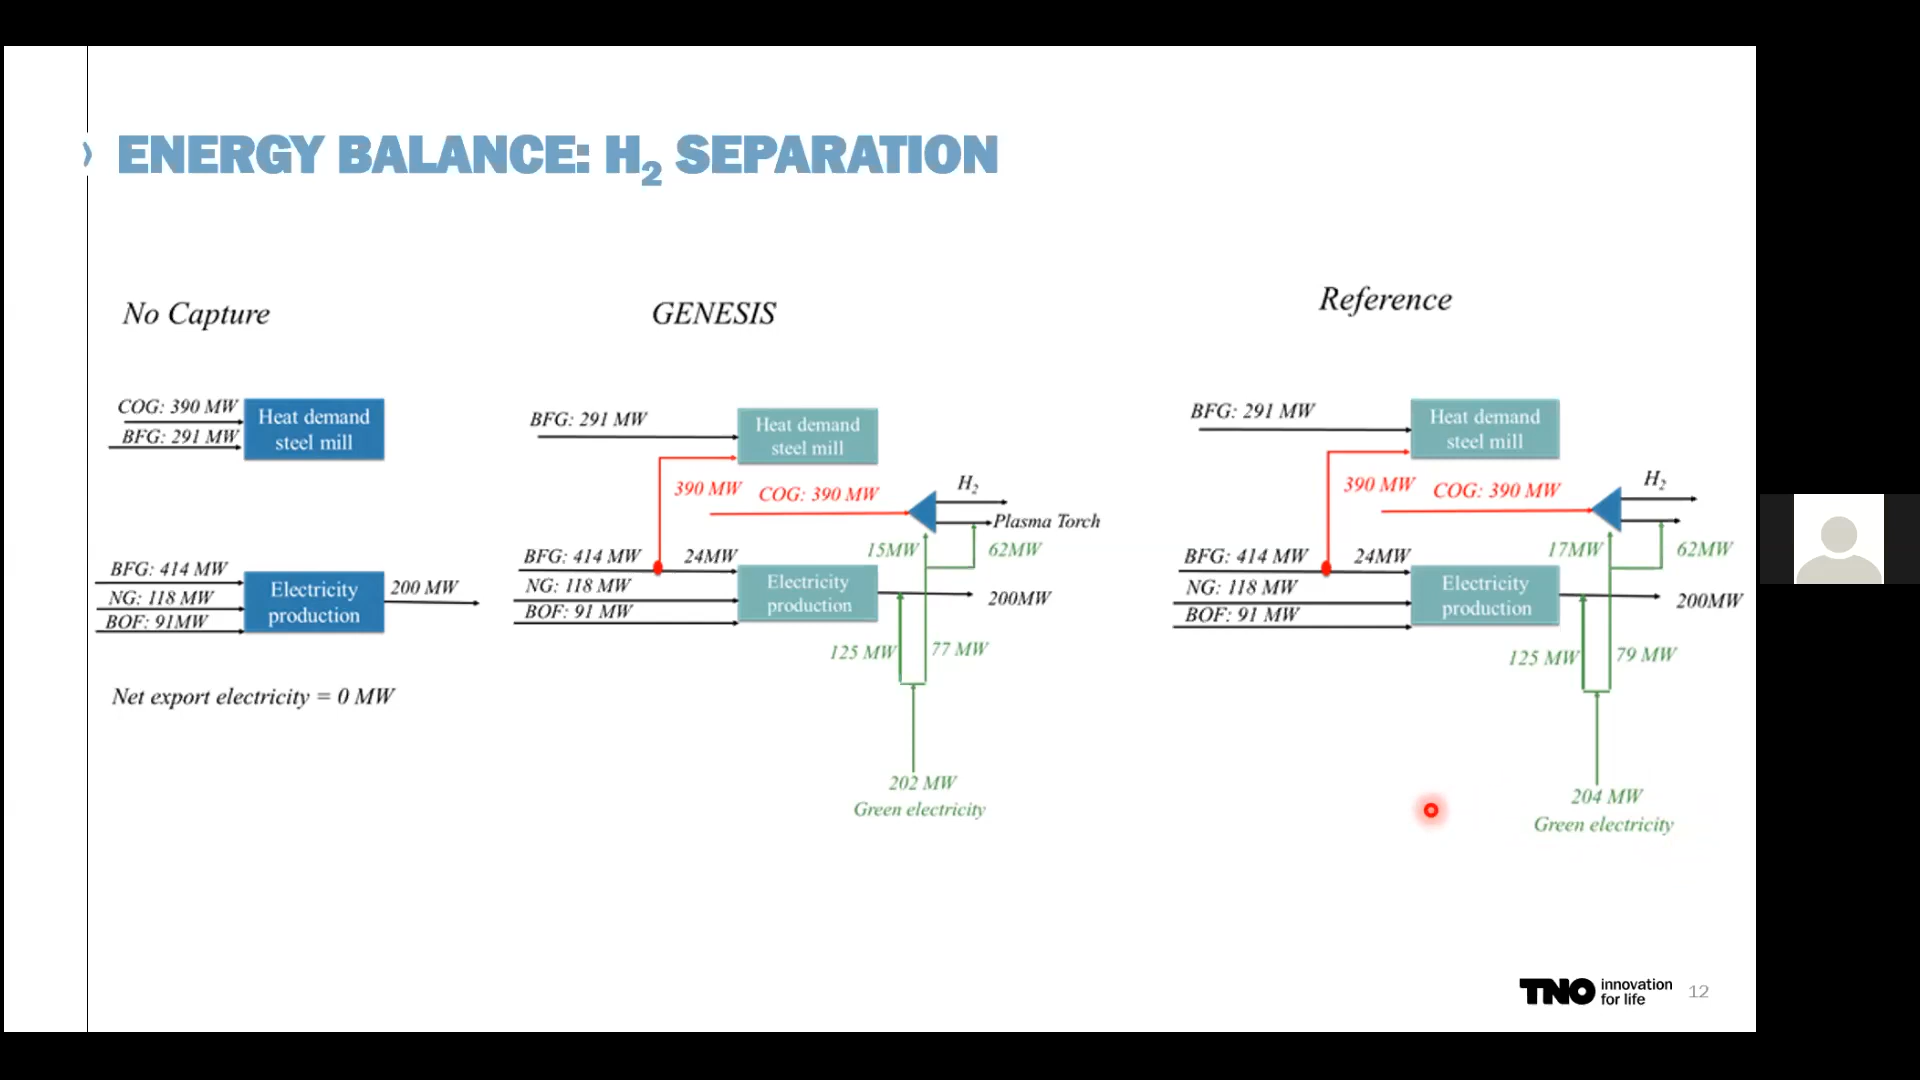 ENERGY BALANCE: H2 SEPARATION
No Capture
COG: 390 MW
BFG: 291 MW
Heat demand
steel mill
BFG: 414 MW
NG: 118 MW
BOF: 91MW
Electricity
production
200 MW
Net export electricity = 0 MW
GENESIS
BFG: 291 MW
Heat demand
steel mill
390 MW
COG: 390 MW
H2
Plasma Torch
BFG: 414 MW
24MW
15MW
62MW
NG: 118 MW
BOF: 91 MW
Electricity
production
200MW
125 MW
77 MW
202 MW
Green electricity
Reference
BFG: 291 MW
Heat demand
steel mill
390 MW
COG: 390 MW
H2
BFG: 414 MW
24MW
17MW
62MW
NG: 118 MW
BOF: 91 MW
Electricity
production
200MW
125 MW
79 MW
204 MW
Green electricity
TNO innovation
for life
12